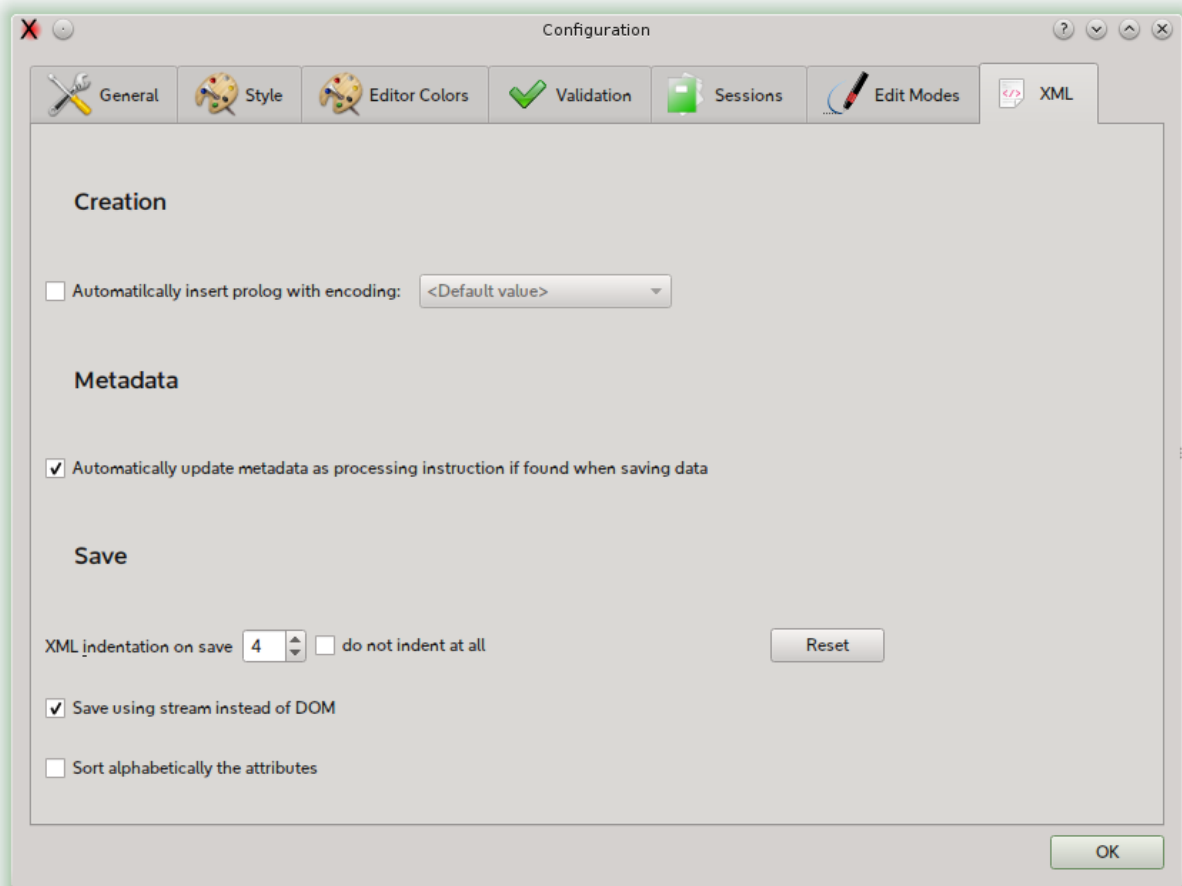 Configuration
General Style Editor Colors Validation Sessions Edit Modes XML
Creation
Automatilcally insert prolog with encoding: <Default value>
Metadata
Automatically update metadata as processing instruction if found when saving data
Save
XML indentation on save 4 do not indent at all Reset
Save using stream instead of DOM
Sort alphabetically the attributes
OK